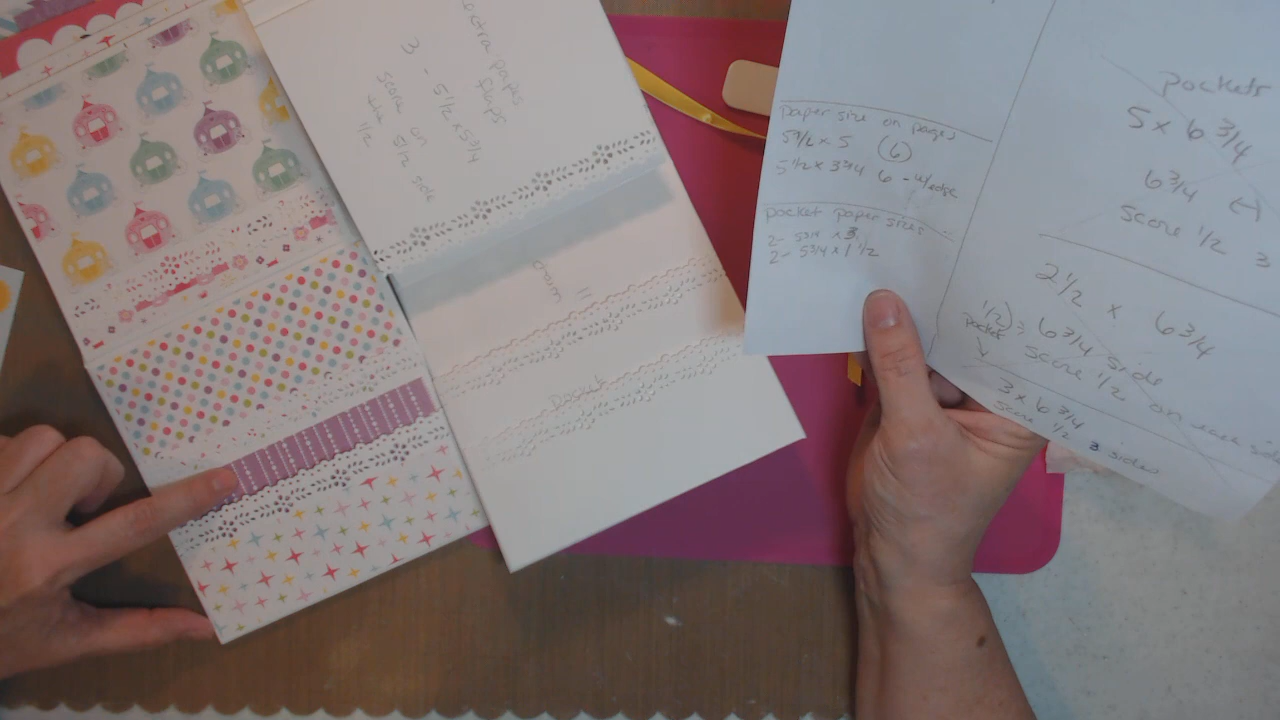 extra pages
flaps
3 - 5 1/2 x 5 3/4
score on
5 1/2 side
1/2
11
Pocket
paper size on pages
5 3/4 x 5 6
5 1/2 x 3 3/4 6 - w/edge
pocket paper sizes
2- 5 3/4 x 3
2- 5 3/4 x 1 1/2
pockets
5 x 6 3/4
6 3/4 ↔
score 1/2 3
2 1/2 x 6 3/4
6 3/4 side
score 1/2 on each side
(1/2)
pocket
3 x 6 3/4
score 1/2 3 sides